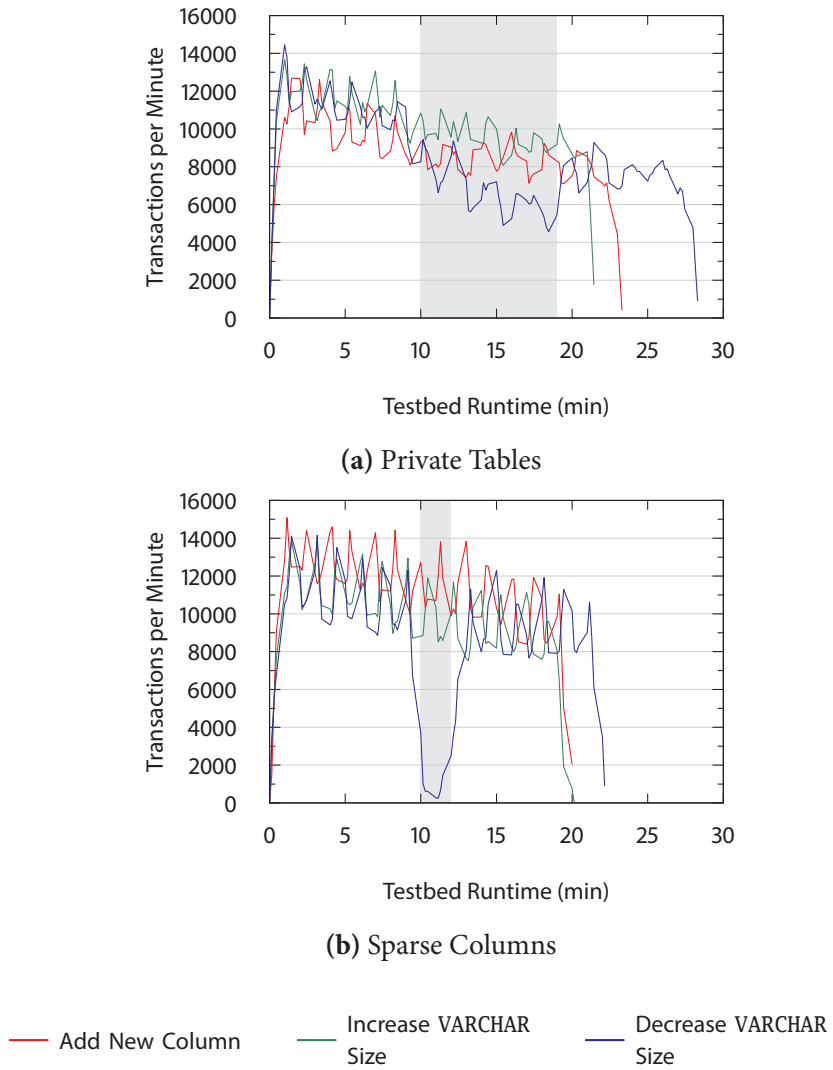 16000
14000
12000
10000
8000
6000
4000
2000
0
Transactions per Minute
0 5 10 15 20 25 30
Testbed Runtime (min)
(a) Private Tables
16000
14000
12000
10000
8000
6000
4000
2000
0
Transactions per Minute
0 5 10 15 20 25 30
Testbed Runtime (min)
(b) Sparse Columns
Add New Column
Increase VARCHAR
Size
Decrease VARCHAR
Size